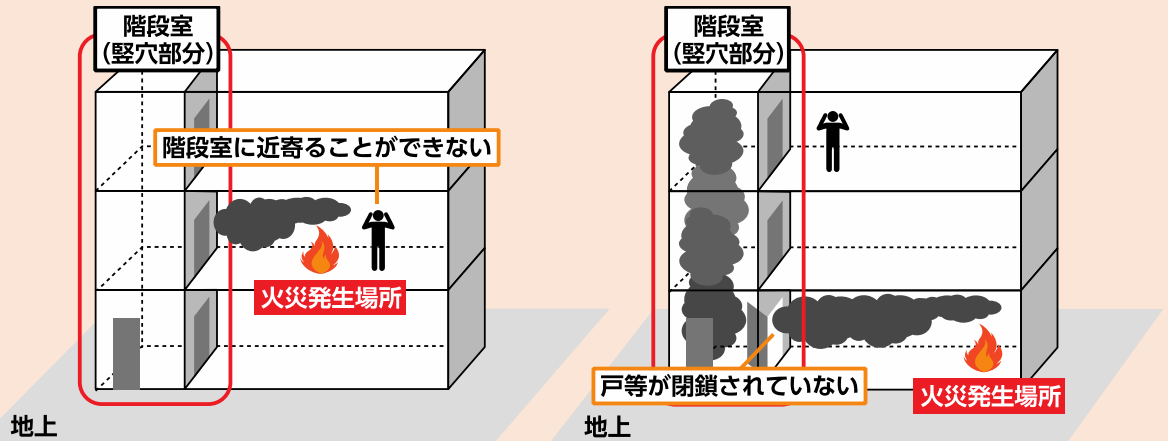 階段室
（竪穴部分）
階段室に近寄ることができない
火災発生場所
地上
階段室
（竪穴部分）
戸等が閉鎖されていない
火災発生場所
地上